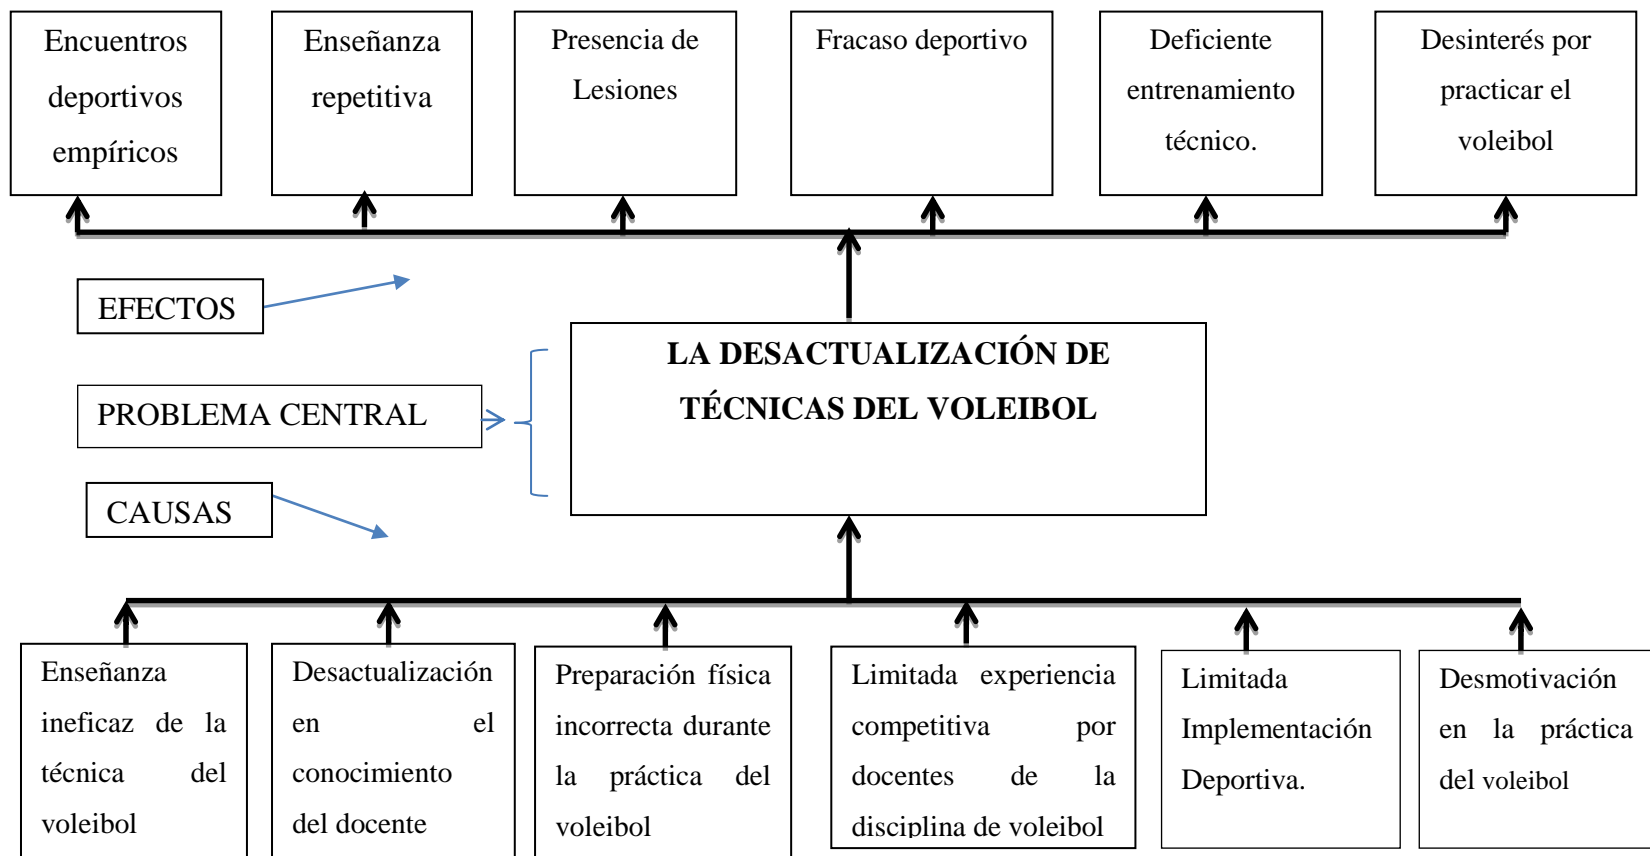 Encuentros
deportivos
empíricos
Enseñanza
repetitiva
Presencia de
Lesiones
Fracaso deportivo
Deficiente
entrenamiento
técnico.
Desinterés por
practicar el
voleibol
EFECTOS
LA DESACTUALIZACIÓN DE
TÉCNICAS DEL VOLEIBOL
PROBLEMA CENTRAL
CAUSAS
Enseñanza
ineficaz de la
técnica del
voleibol
Desactualización
en el
conocimiento
del docente
Preparación física
incorrecta durante
la práctica del
voleibol
Limitada experiencia
competitiva por
docentes de la
disciplina de voleibol
Limitada
Implementación
Deportiva.
Desmotivación
en la práctica
del voleibol